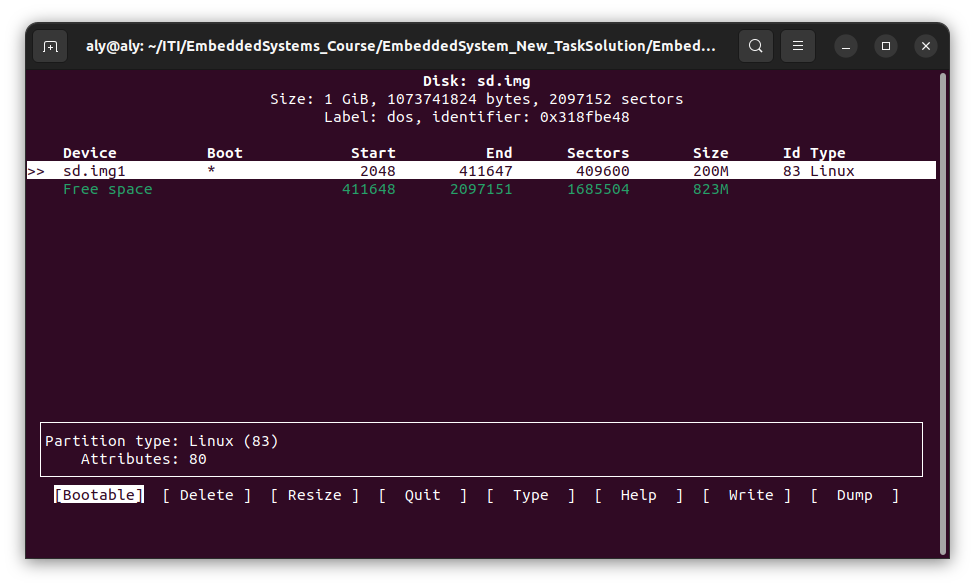 aly@aly: ~/ITI/EmbeddedSystems_Course/EmbeddedSystem_New_TaskSolution/Embed...
Disk: sd.img
Size: 1 GiB, 1073741824 bytes, 2097152 sectors
Label: dos, identifier: 0x318fbe48
Device Boot Start End Sectors Size Id Type
>> sd.img1 * 2048 411647 409600 200M 83 Linux
Free space 411648 2097151 1685504 823M
Partition type: Linux (83)
Attributes: 80
[Bootable] [ Delete ] [ Resize ] [ Quit ] [ Type ] [ Help ] [ Write ] [ Dump ]